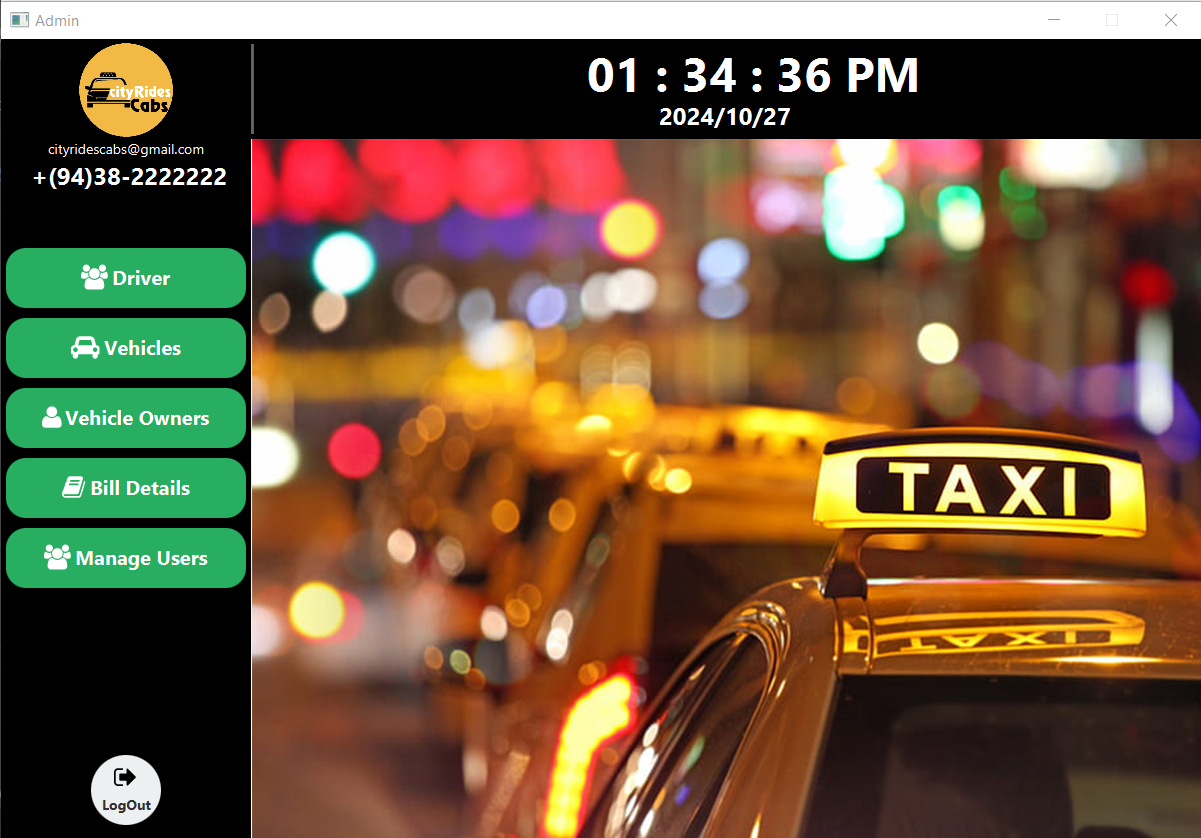 Admin
cityRides
Cabs
cityridescabs@gmail.com
+(94)38-2222222
01 : 34 : 36 PM
2024/10/27
Driver
Vehicles
Vehicle Owners
Bill Details
Manage Users
LogOut
TAXI